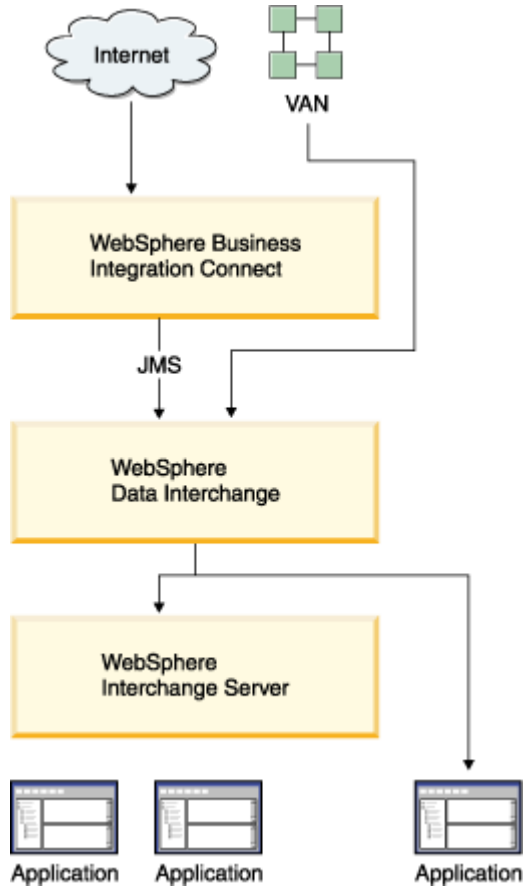 Internet
VAN
WebSphere Business
Integration Connect
JMS
WebSphere
Data Interchange
WebSphere
Interchange Server
Application
Application
Application